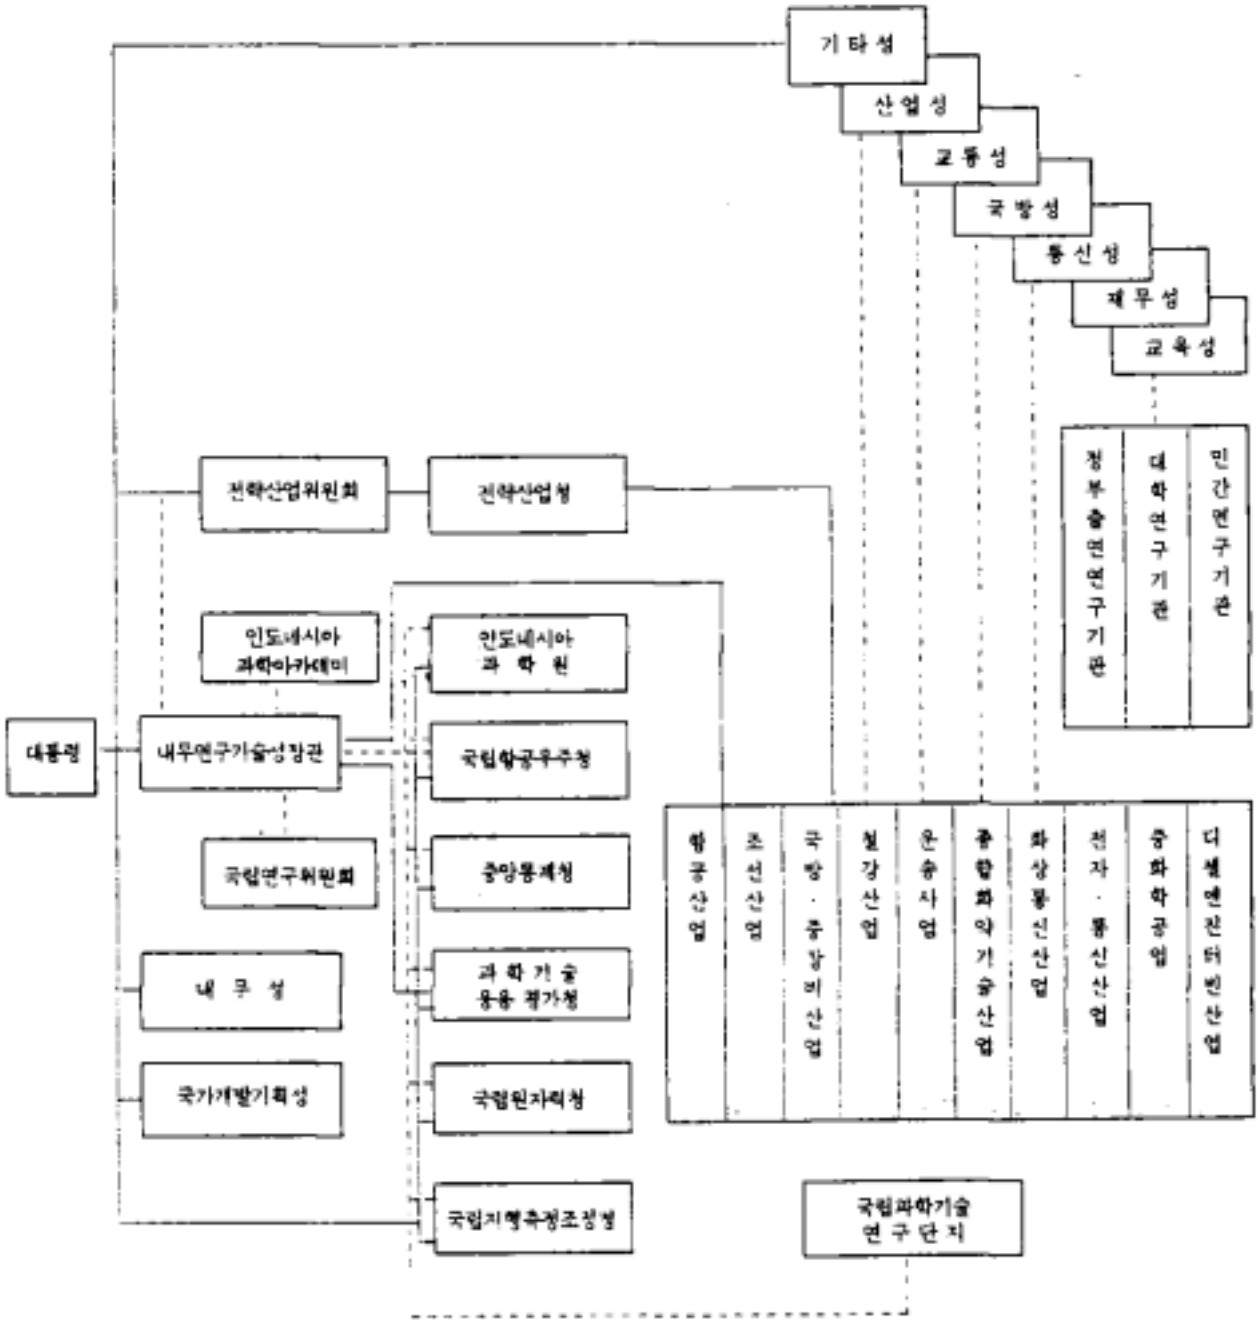 기타성
산업성
교통성
국방성
통신성
재무성
교육성
정부출연연구기관
대학연구기관
민간연구기관
전략산업위원회
전략산업청
인도네시아
과학아카데미
인도네시아
과 학 원
대통령
내무연구기술성장관
국립항공우주청
국립연구위원회
중앙통제청
내 무 성
과 학 기 술
응용 평가청
국가개발기획성
국립원자력청
국립지형측정조정청
항공산업
조선산업
국방·중장비산업
철강산업
운송사업
종합화약기술산업
화상통신산업
전자·통신산업
중화학공업
디젤엔진터빈산업
국립과학기술
연 구 단 지